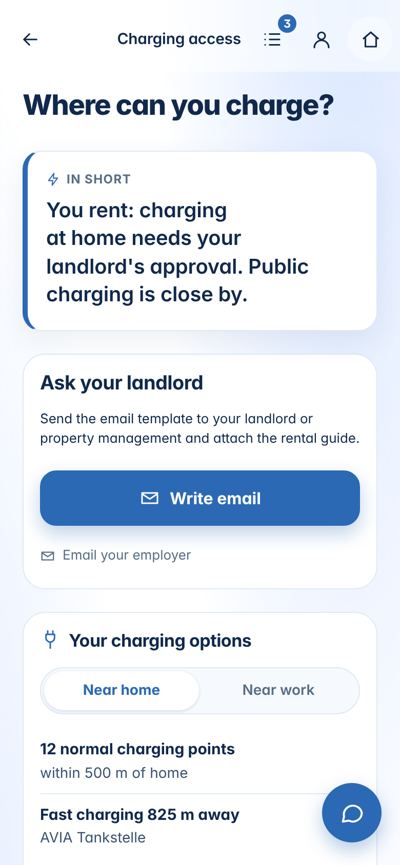 Charging access
3
Where can you charge?
IN SHORT
You rent: charging
at home needs your
landlord's approval. Public
charging is close by.
Ask your landlord
Send the email template to your landlord or
property management and attach the rental guide.
Write email
Email your employer
Your charging options
Near home
Near work
12 normal charging points
within 500 m of home
Fast charging 825 m away
AVIA Tankstelle